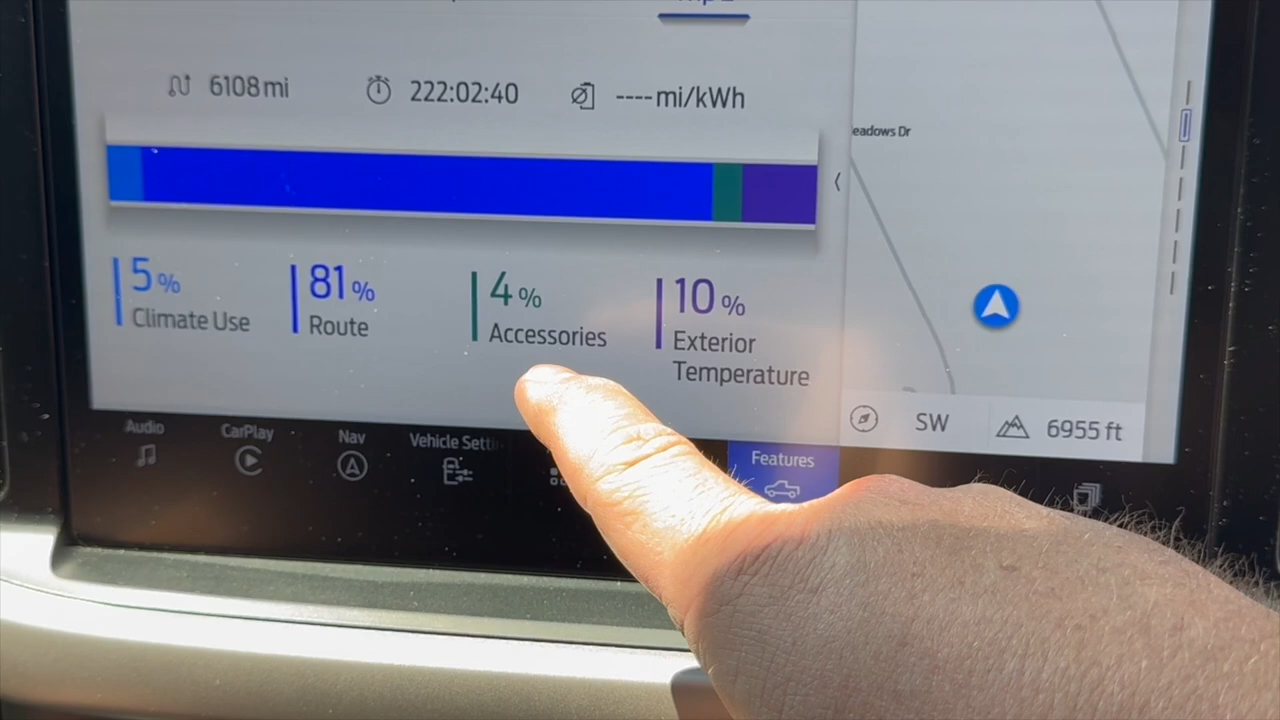 6108 mi
222:02:40
----mi/kWh
eadows Dr
5%
Climate Use
81%
Route
4%
Accessories
10%
Exterior
Temperature
SW
6955 ft
Audio
CarPlay
Nav
Vehicle Setti
Features